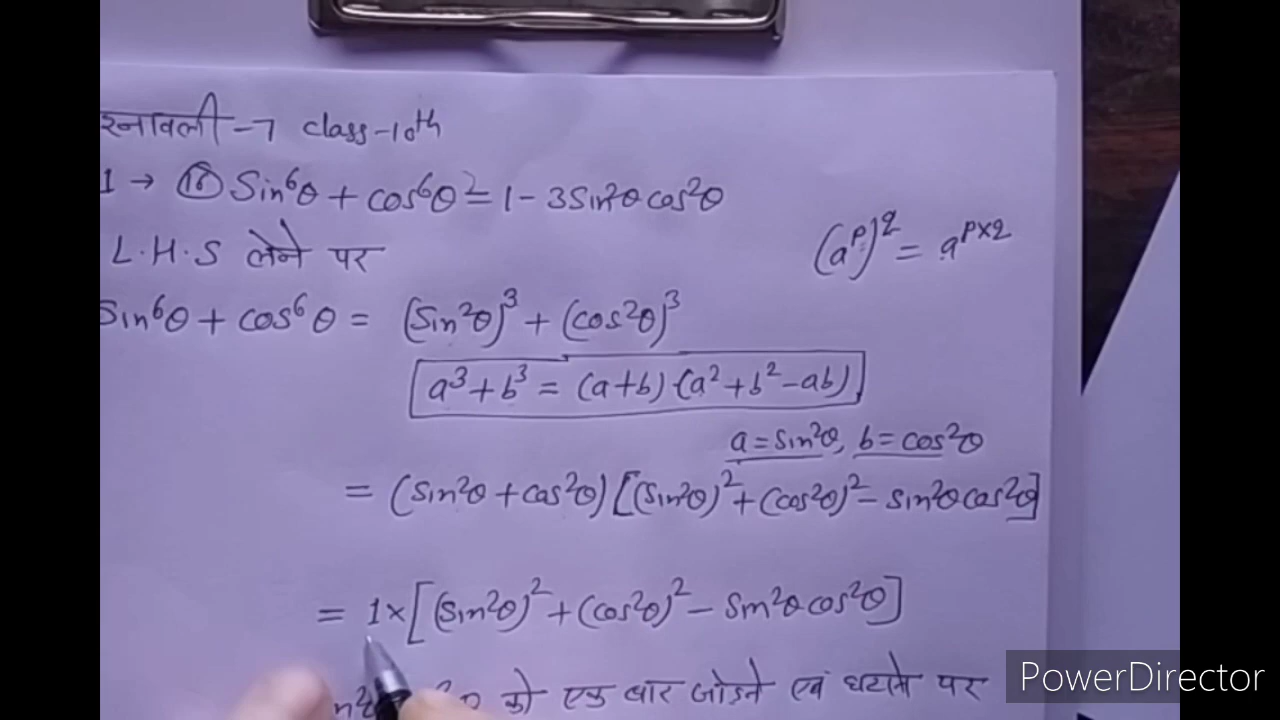 श्नावली-7 class-10th
1 → (18) Sin⁶θ + cos⁶θ = 1 - 3sin²θ cos²θ
L.H.S लेने पर
(aᵖ)^q = a^(p×q)
Sin⁶θ + cos⁶θ = (sin²θ)³ + (cos²θ)³
a³ + b³ = (a+b) (a² + b² - ab)
a = sin²θ, b = cos²θ
= (sin²θ + cos²θ) [(sin²θ)² + (cos²θ)² - sin²θ cos²θ]
= 1 × [(sin²θ)² + (cos²θ)² - sin²θ cos²θ]
को एक बार जोड़ने एवं घटाने पर
PowerDirector